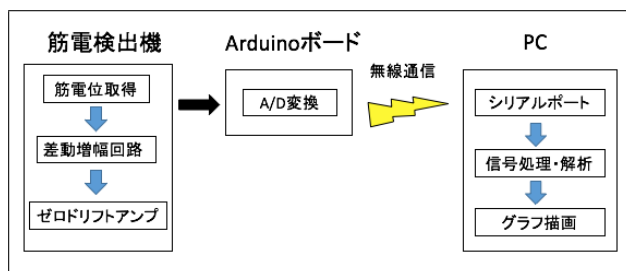 筋電検出機
筋電位取得
差動増幅回路
ゼロドリフトアンプ
Arduinoボード
A/D変換
無線通信
PC
シリアルポート
信号処理・解析
グラフ描画